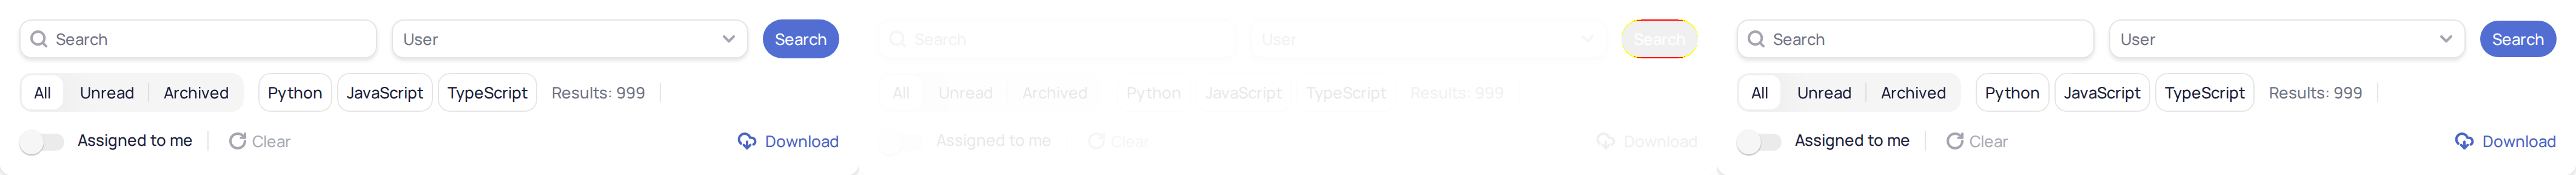 Search User Search
All Unread Archived Python JavaScript TypeScript Results: 999
Assigned to me Clear Download
Search User Search
All Unread Archived Python JavaScript TypeScript Results: 999
Assigned to me Clear Download
Search User Search
All Unread Archived Python JavaScript TypeScript Results: 999
Assigned to me Clear Download